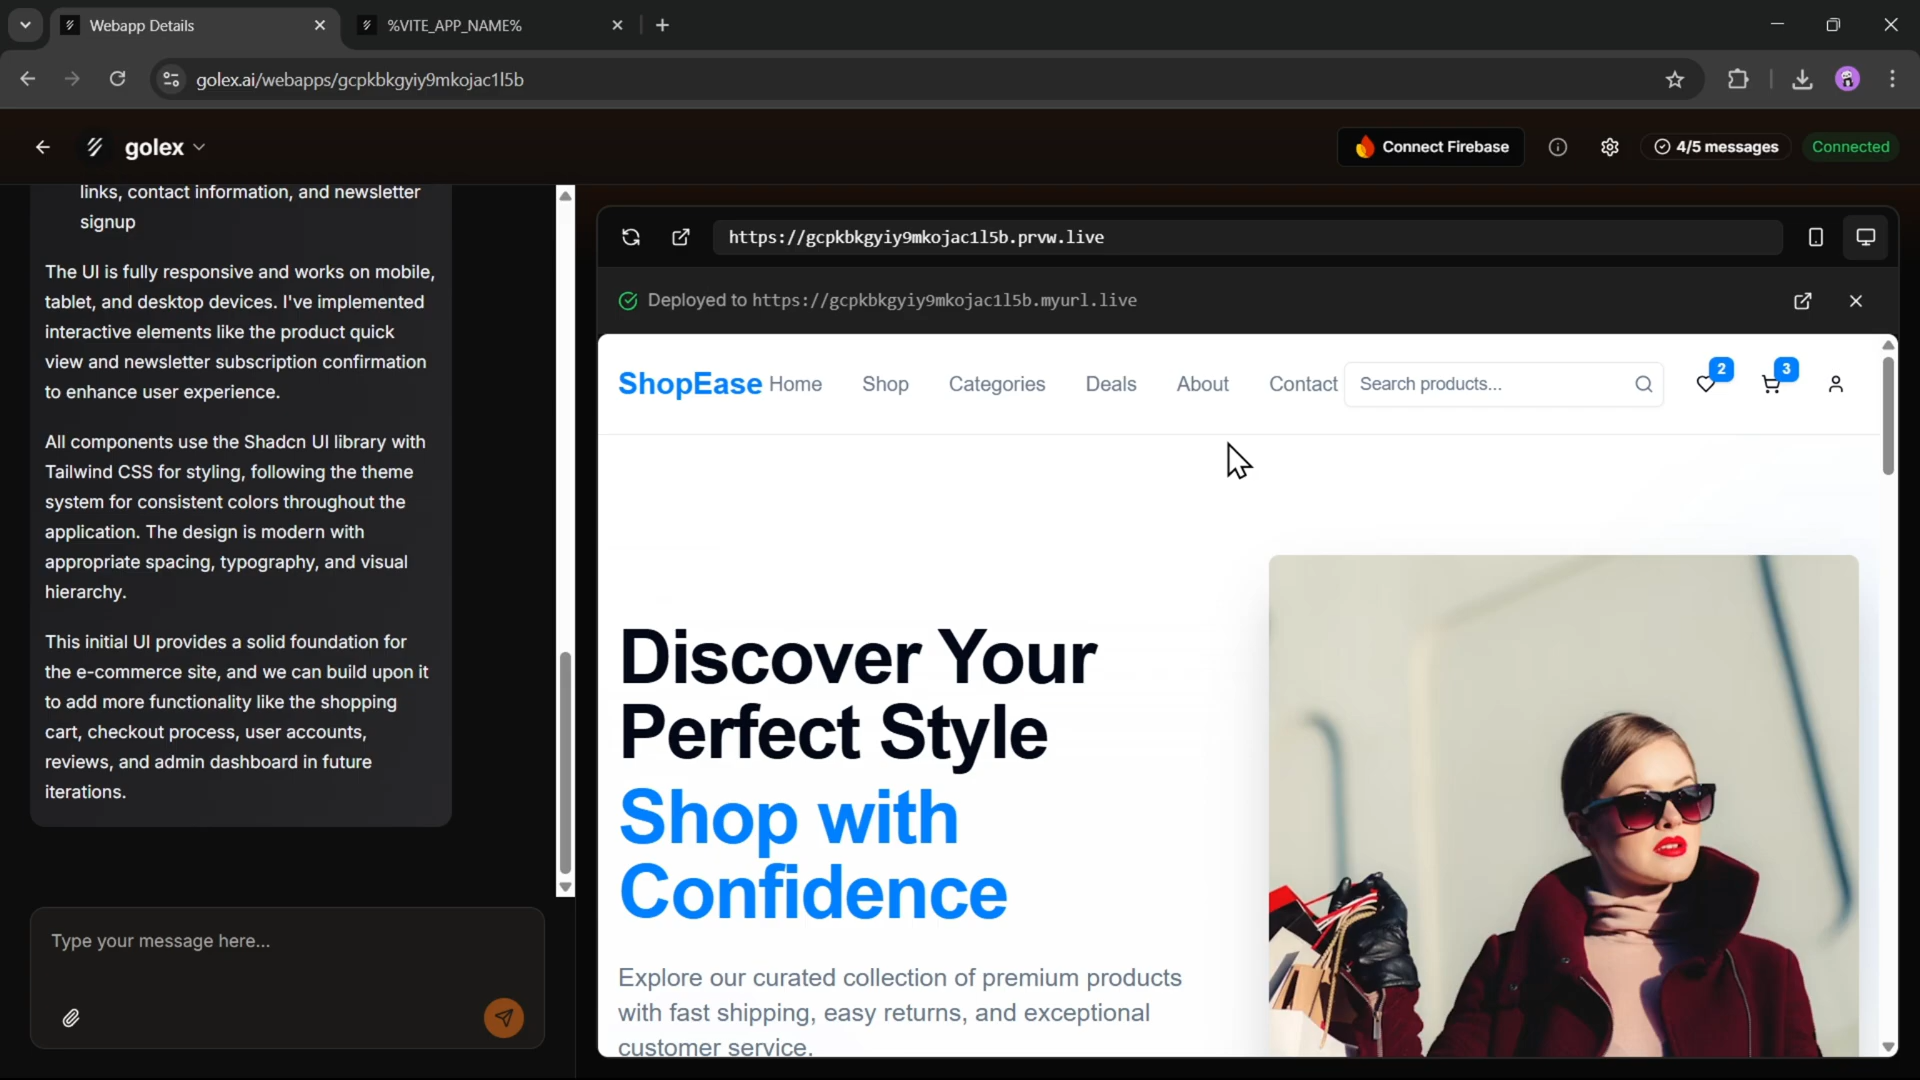 Webapp Details
%VITE_APP_NAME%
golex.ai/webapps/gcpkbkgyiy9mkojac1l5b
golex
Connect Firebase
4/5 messages
Connected
links, contact information, and newsletter
signup
The UI is fully responsive and works on mobile,
tablet, and desktop devices. I've implemented
interactive elements like the product quick
view and newsletter subscription confirmation
to enhance user experience.
All components use the Shadcn UI library with
Tailwind CSS for styling, following the theme
system for consistent colors throughout the
application. The design is modern with
appropriate spacing, typography, and visual
hierarchy.
This initial UI provides a solid foundation for
the e-commerce site, and we can build upon it
to add more functionality like the shopping
cart, checkout process, user accounts,
reviews, and admin dashboard in future
iterations.
Type your message here...
https://gcpkbkgyiy9mkojac1l5b.prvw.live
Deployed to https://gcpkbkgyiy9mkojac1l5b.myurl.live
ShopEase Home Shop Categories Deals About Contact Search products... 2 3
Discover Your
Perfect Style
Shop with
Confidence
Explore our curated collection of premium products
with fast shipping, easy returns, and exceptional
customer service.